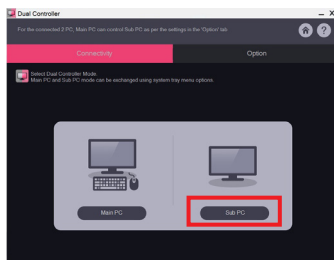 Dual Controller
For the connected 2 PC, Main PC can control Sub PC as per the settings in the 'Option' tab
Connectivity
Option
Select Dual Controller Mode.
Main PC and Sub PC mode can be exchanged using system tray menu options.
Main PC
Sub PC